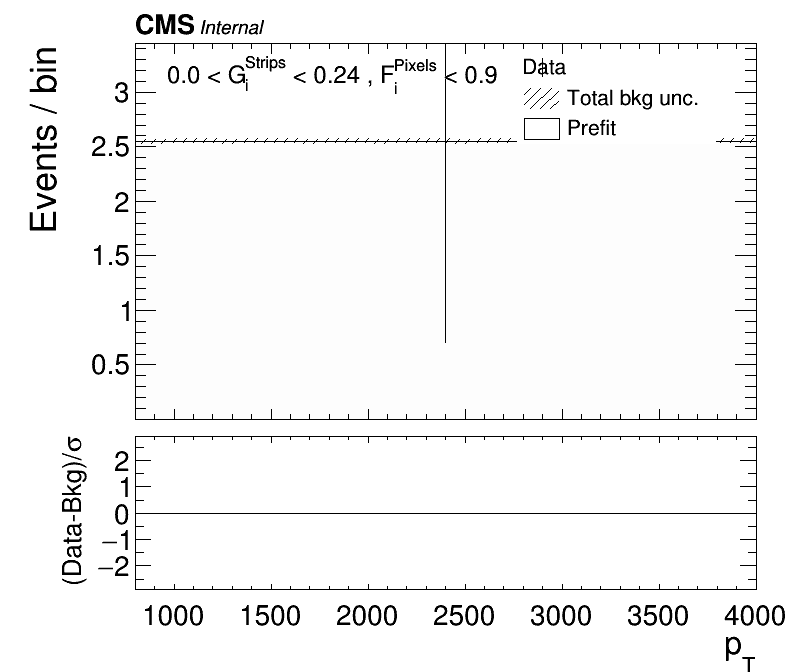 CMS Internal
Events / bin
0.0 < G_i^Strips < 0.24 , F_i^Pixels < 0.9
Data
Total bkg unc.
Prefit
3
2.5
2
1.5
1
0.5
(Data-Bkg)/σ
2
1
0
−1
−2
1000 1500 2000 2500 3000 3500 4000
p_T